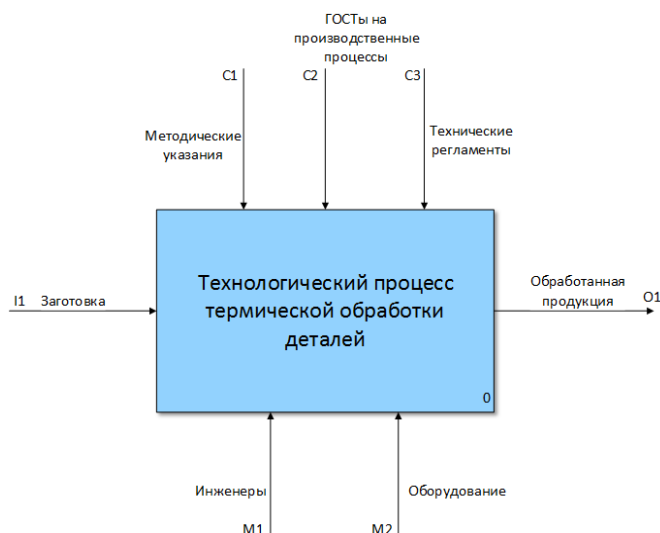 ГОСТы на
производственные
процессы
C1
C2
C3
Методические
указания
Технические
регламенты
Технологический процесс
термической обработки
деталей
0
I1 Заготовка
Обработанная
продукция
O1
Инженеры
Оборудование
M1
M2